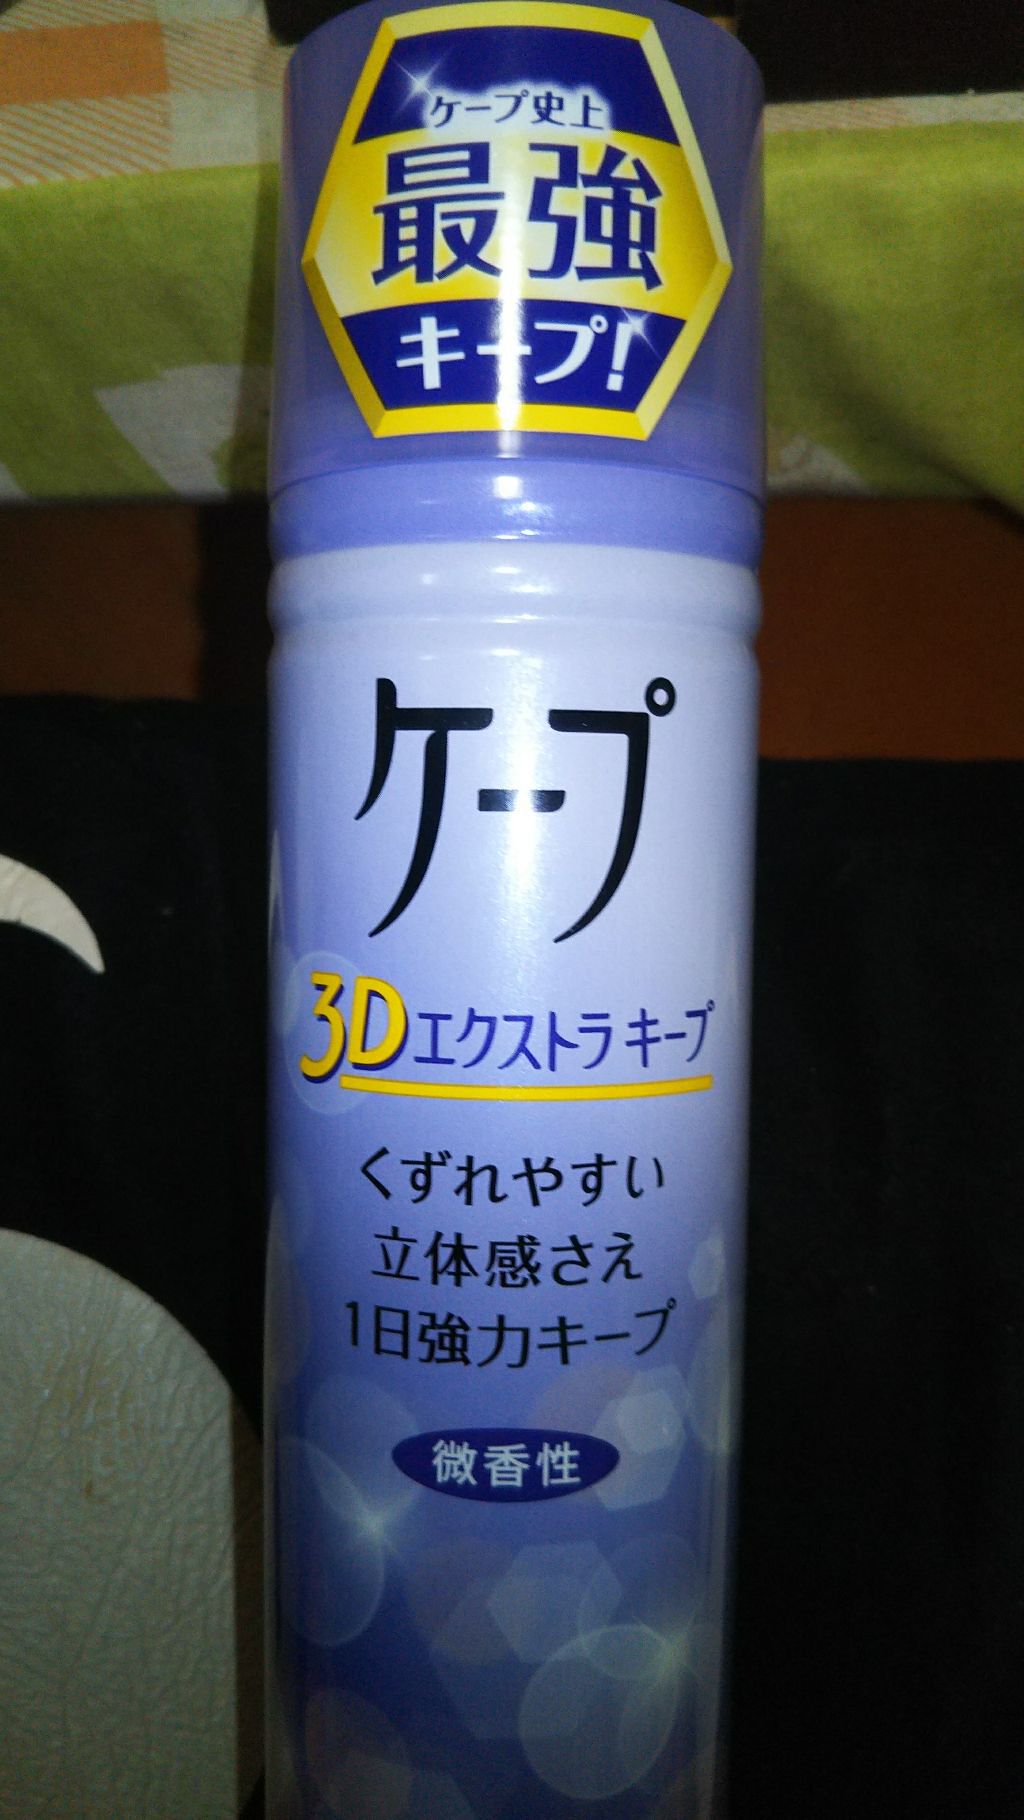 ケープ史上
最強
キープ!
ケープ
3Dエクストラキープ
くずれやすい
立体感さえ
1日強力キープ
微香性